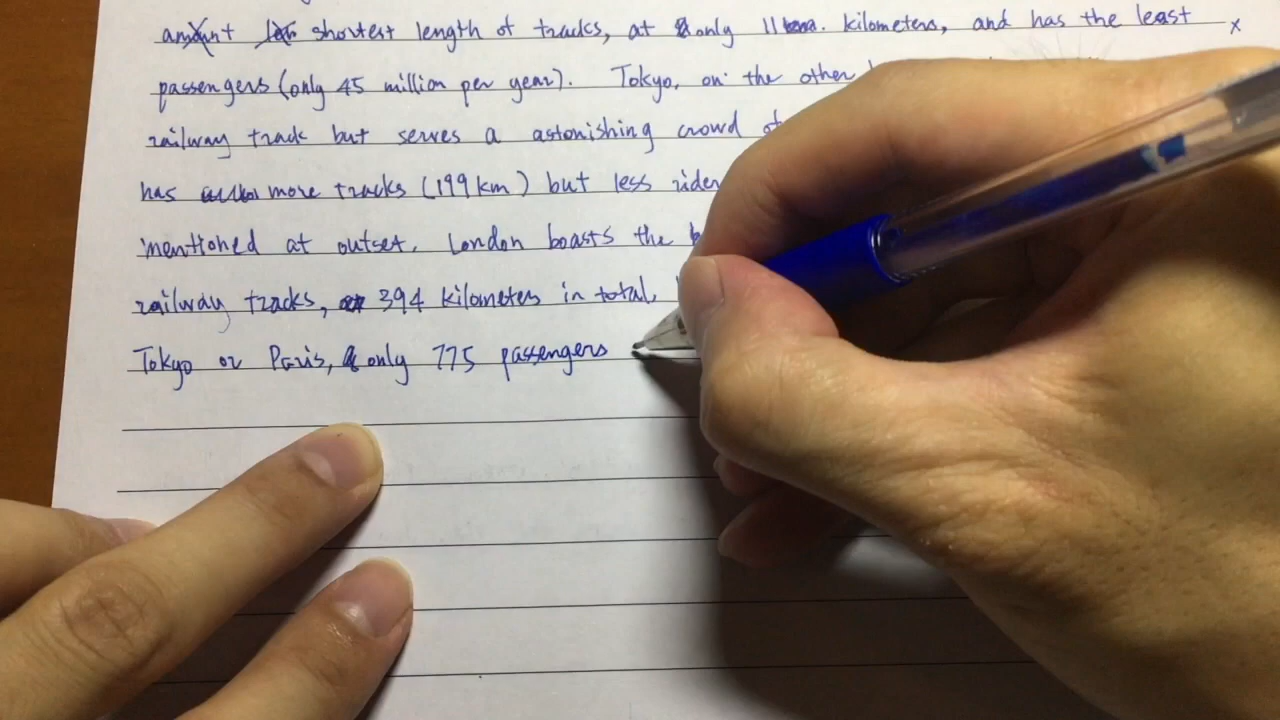 shortest length of tracks, at only 11 kilometers, and has the least
passengers (only 45 million per year). Tokyo, on the other
railway track but serves a astonishing crowd of
has more tracks (199 km) but less rider
mentioned at outset. London boasts the
railway tracks, 394 kilometers in total,
Tokyo or Paris, only 775 passengers